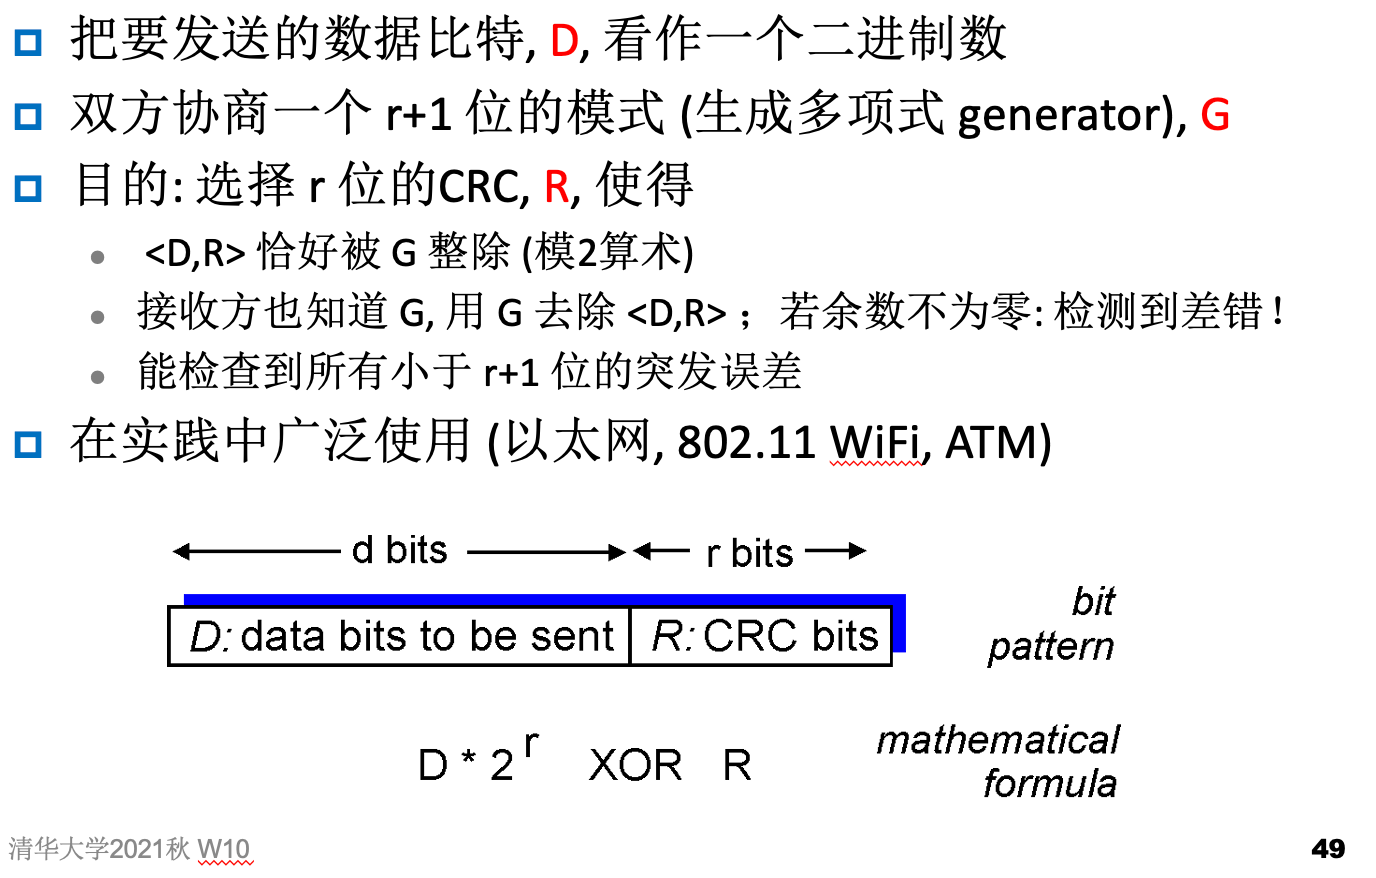 把要发送的数据比特, D, 看作一个二进制数
双方协商一个 r+1 位的模式 (生成多项式 generator), G
目的: 选择 r 位的CRC, R, 使得
<D,R> 恰好被 G 整除 (模2算术)
接收方也知道 G, 用 G 去除 <D,R> ；若余数不为零: 检测到差错！
能检查到所有小于 r+1 位的突发误差
在实践中广泛使用 (以太网, 802.11 WiFi, ATM)
d bits r bits
D: data bits to be sent R: CRC bits
bit
pattern
D * 2^r XOR R
mathematical
formula
清华大学2021秋 W10
49